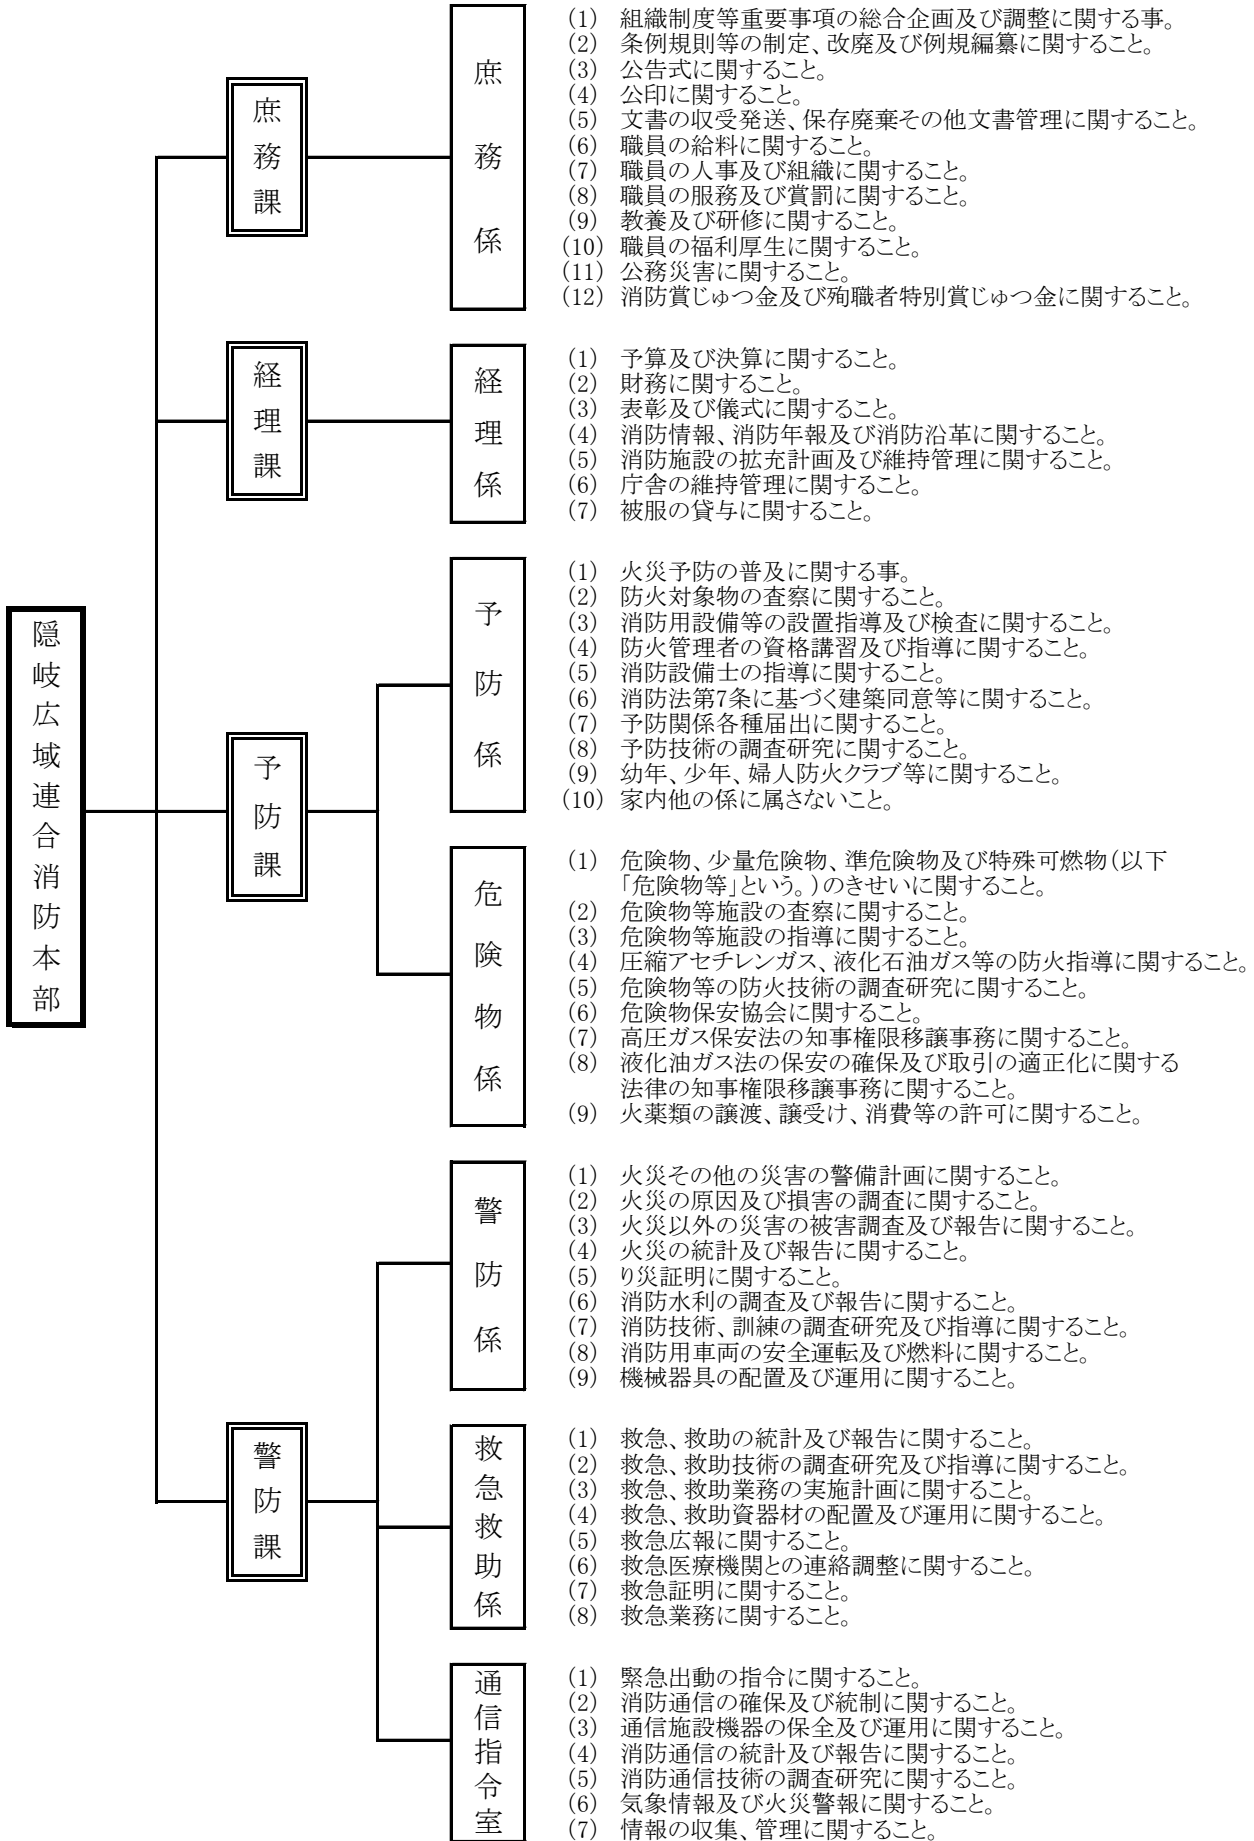 隠岐広域連合消防本部
庶務課
庶務係
(1) 組織制度等重要事項の総合企画及び調整に関する事。
(2) 条例規則等の制定、改廃及び例規編纂に関すること。
(3) 公告式に関すること。
(4) 公印に関すること。
(5) 文書の収受発送、保存廃棄その他文書管理に関すること。
(6) 職員の給料に関すること。
(7) 職員の人事及び組織に関すること。
(8) 職員の服務及び賞罰に関すること。
(9) 教養及び研修に関すること。
(10) 職員の福利厚生に関すること。
(11) 公務災害に関すること。
(12) 消防賞じゅつ金及び殉職者特別賞じゅつ金に関すること。
経理課
経理係
(1) 予算及び決算に関すること。
(2) 財務に関すること。
(3) 表彰及び儀式に関すること。
(4) 消防情報、消防年報及び消防沿革に関すること。
(5) 消防施設の拡充計画及び維持管理に関すること。
(6) 庁舎の維持管理に関すること。
(7) 被服の貸与に関すること。
予防課
予防係
(1) 火災予防の普及に関する事。
(2) 防火対象物の査察に関すること。
(3) 消防用設備等の設置指導及び検査に関すること。
(4) 防火管理者の資格講習及び指導に関すること。
(5) 消防設備士の指導に関すること。
(6) 消防法第7条に基づく建築同意等に関すること。
(7) 予防関係各種届出に関すること。
(8) 予防技術の調査研究に関すること。
(9) 幼年、少年、婦人防火クラブ等に関すること。
(10) 家内他の係に属さないこと。
危険物係
(1) 危険物、少量危険物、準危険物及び特殊可燃物(以下
「危険物等」という。)のきせいに関すること。
(2) 危険物等施設の査察に関すること。
(3) 危険物等施設の指導に関すること。
(4) 圧縮アセチレンガス、液化石油ガス等の防火指導に関すること。
(5) 危険物等の防火技術の調査研究に関すること。
(6) 危険物保安協会に関すること。
(7) 高圧ガス保安法の知事権限移譲事務に関すること。
(8) 液化油ガス法の保安の確保及び取引の適正化に関する
法律の知事権限移譲事務に関すること。
(9) 火薬類の譲渡、譲受け、消費等の許可に関すること。
警防課
警防係
(1) 火災その他の災害の警備計画に関すること。
(2) 火災の原因及び損害の調査に関すること。
(3) 火災以外の災害の被害調査及び報告に関すること。
(4) 火災の統計及び報告に関すること。
(5) り災証明に関すること。
(6) 消防水利の調査及び報告に関すること。
(7) 消防技術、訓練の調査研究及び指導に関すること。
(8) 消防用車両の安全運転及び燃料に関すること。
(9) 機械器具の配置及び運用に関すること。
救急救助係
(1) 救急、救助の統計及び報告に関すること。
(2) 救急、救助技術の調査研究及び指導に関すること。
(3) 救急、救助業務の実施計画に関すること。
(4) 救急、救助資器材の配置及び運用に関すること。
(5) 救急広報に関すること。
(6) 救急医療機関との連絡調整に関すること。
(7) 救急証明に関すること。
(8) 救急業務に関すること。
通信指令室
(1) 緊急出動の指令に関すること。
(2) 消防通信の確保及び統制に関すること。
(3) 通信施設機器の保全及び運用に関すること。
(4) 消防通信の統計及び報告に関すること。
(5) 消防通信技術の調査研究に関すること。
(6) 気象情報及び火災警報に関すること。
(7) 情報の収集、管理に関すること。